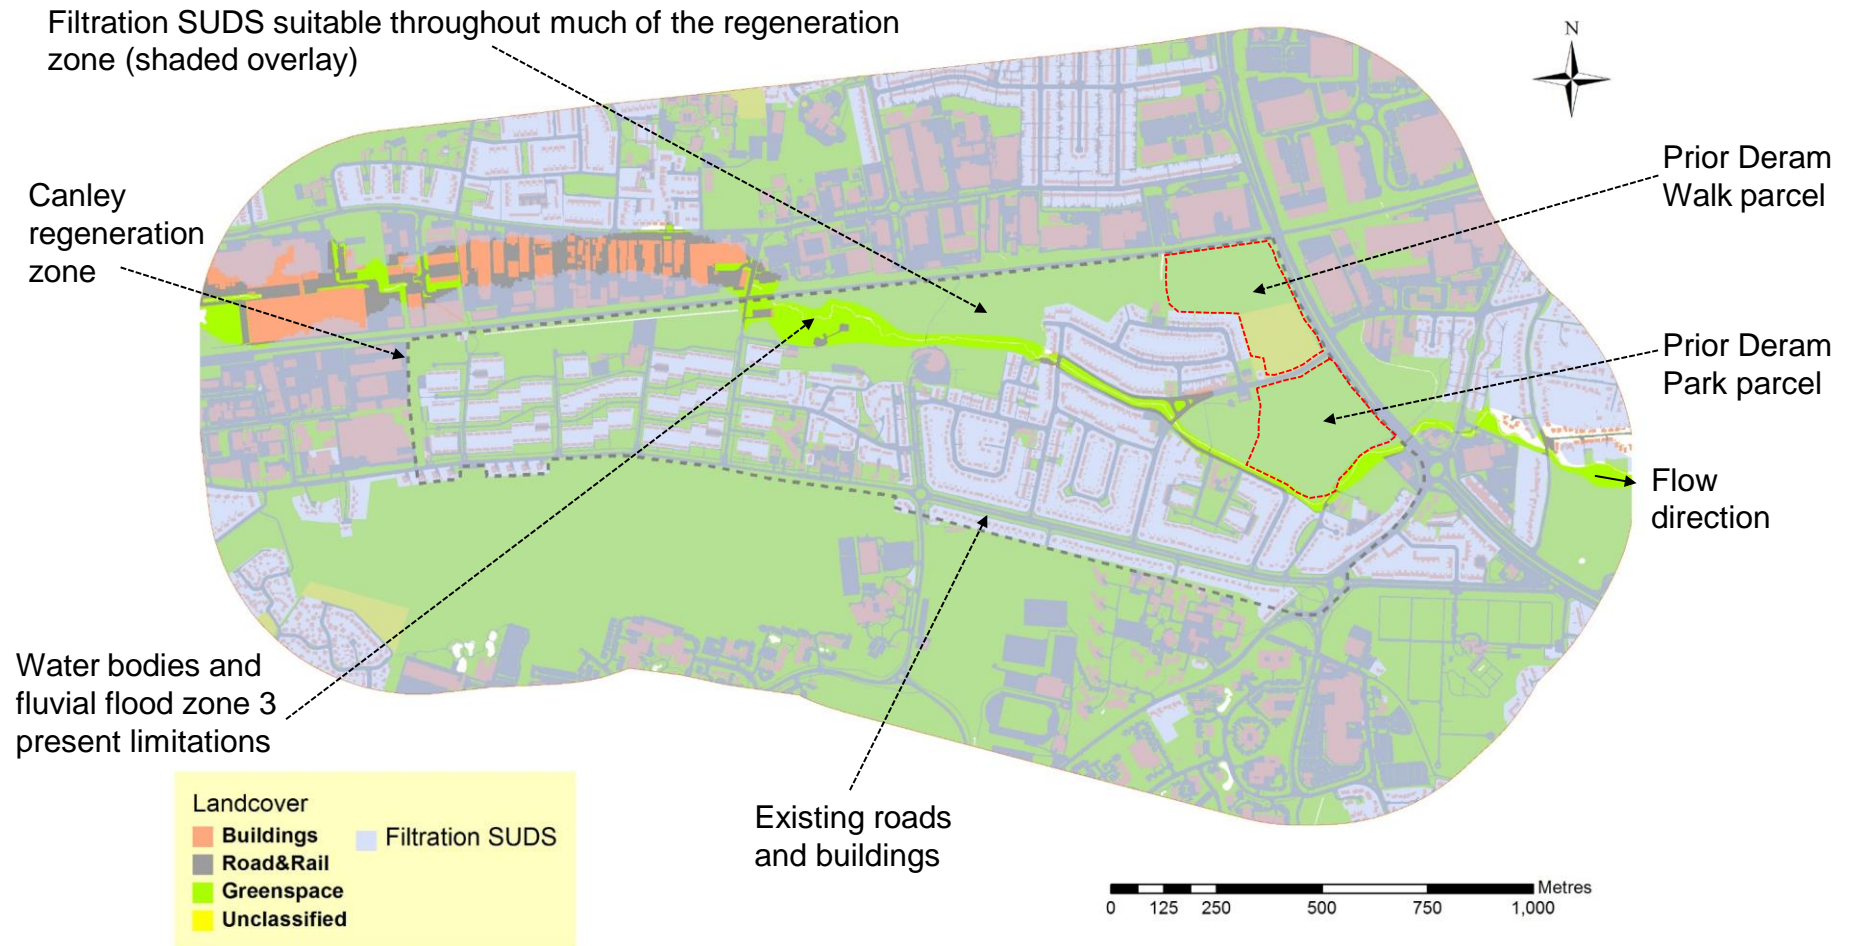 Filtration SUDS suitable throughout much of the regeneration
zone (shaded overlay)
N
Prior Deram
Walk parcel
Canley
regeneration
zone
Prior Deram
Park parcel
Flow
direction
Water bodies and
fluvial flood zone 3
present limitations
Existing roads
and buildings
Landcover
Buildings
Filtration SUDS
Road&Rail
Greenspace
Unclassified
Metres
0 125 250 500 750 1,000